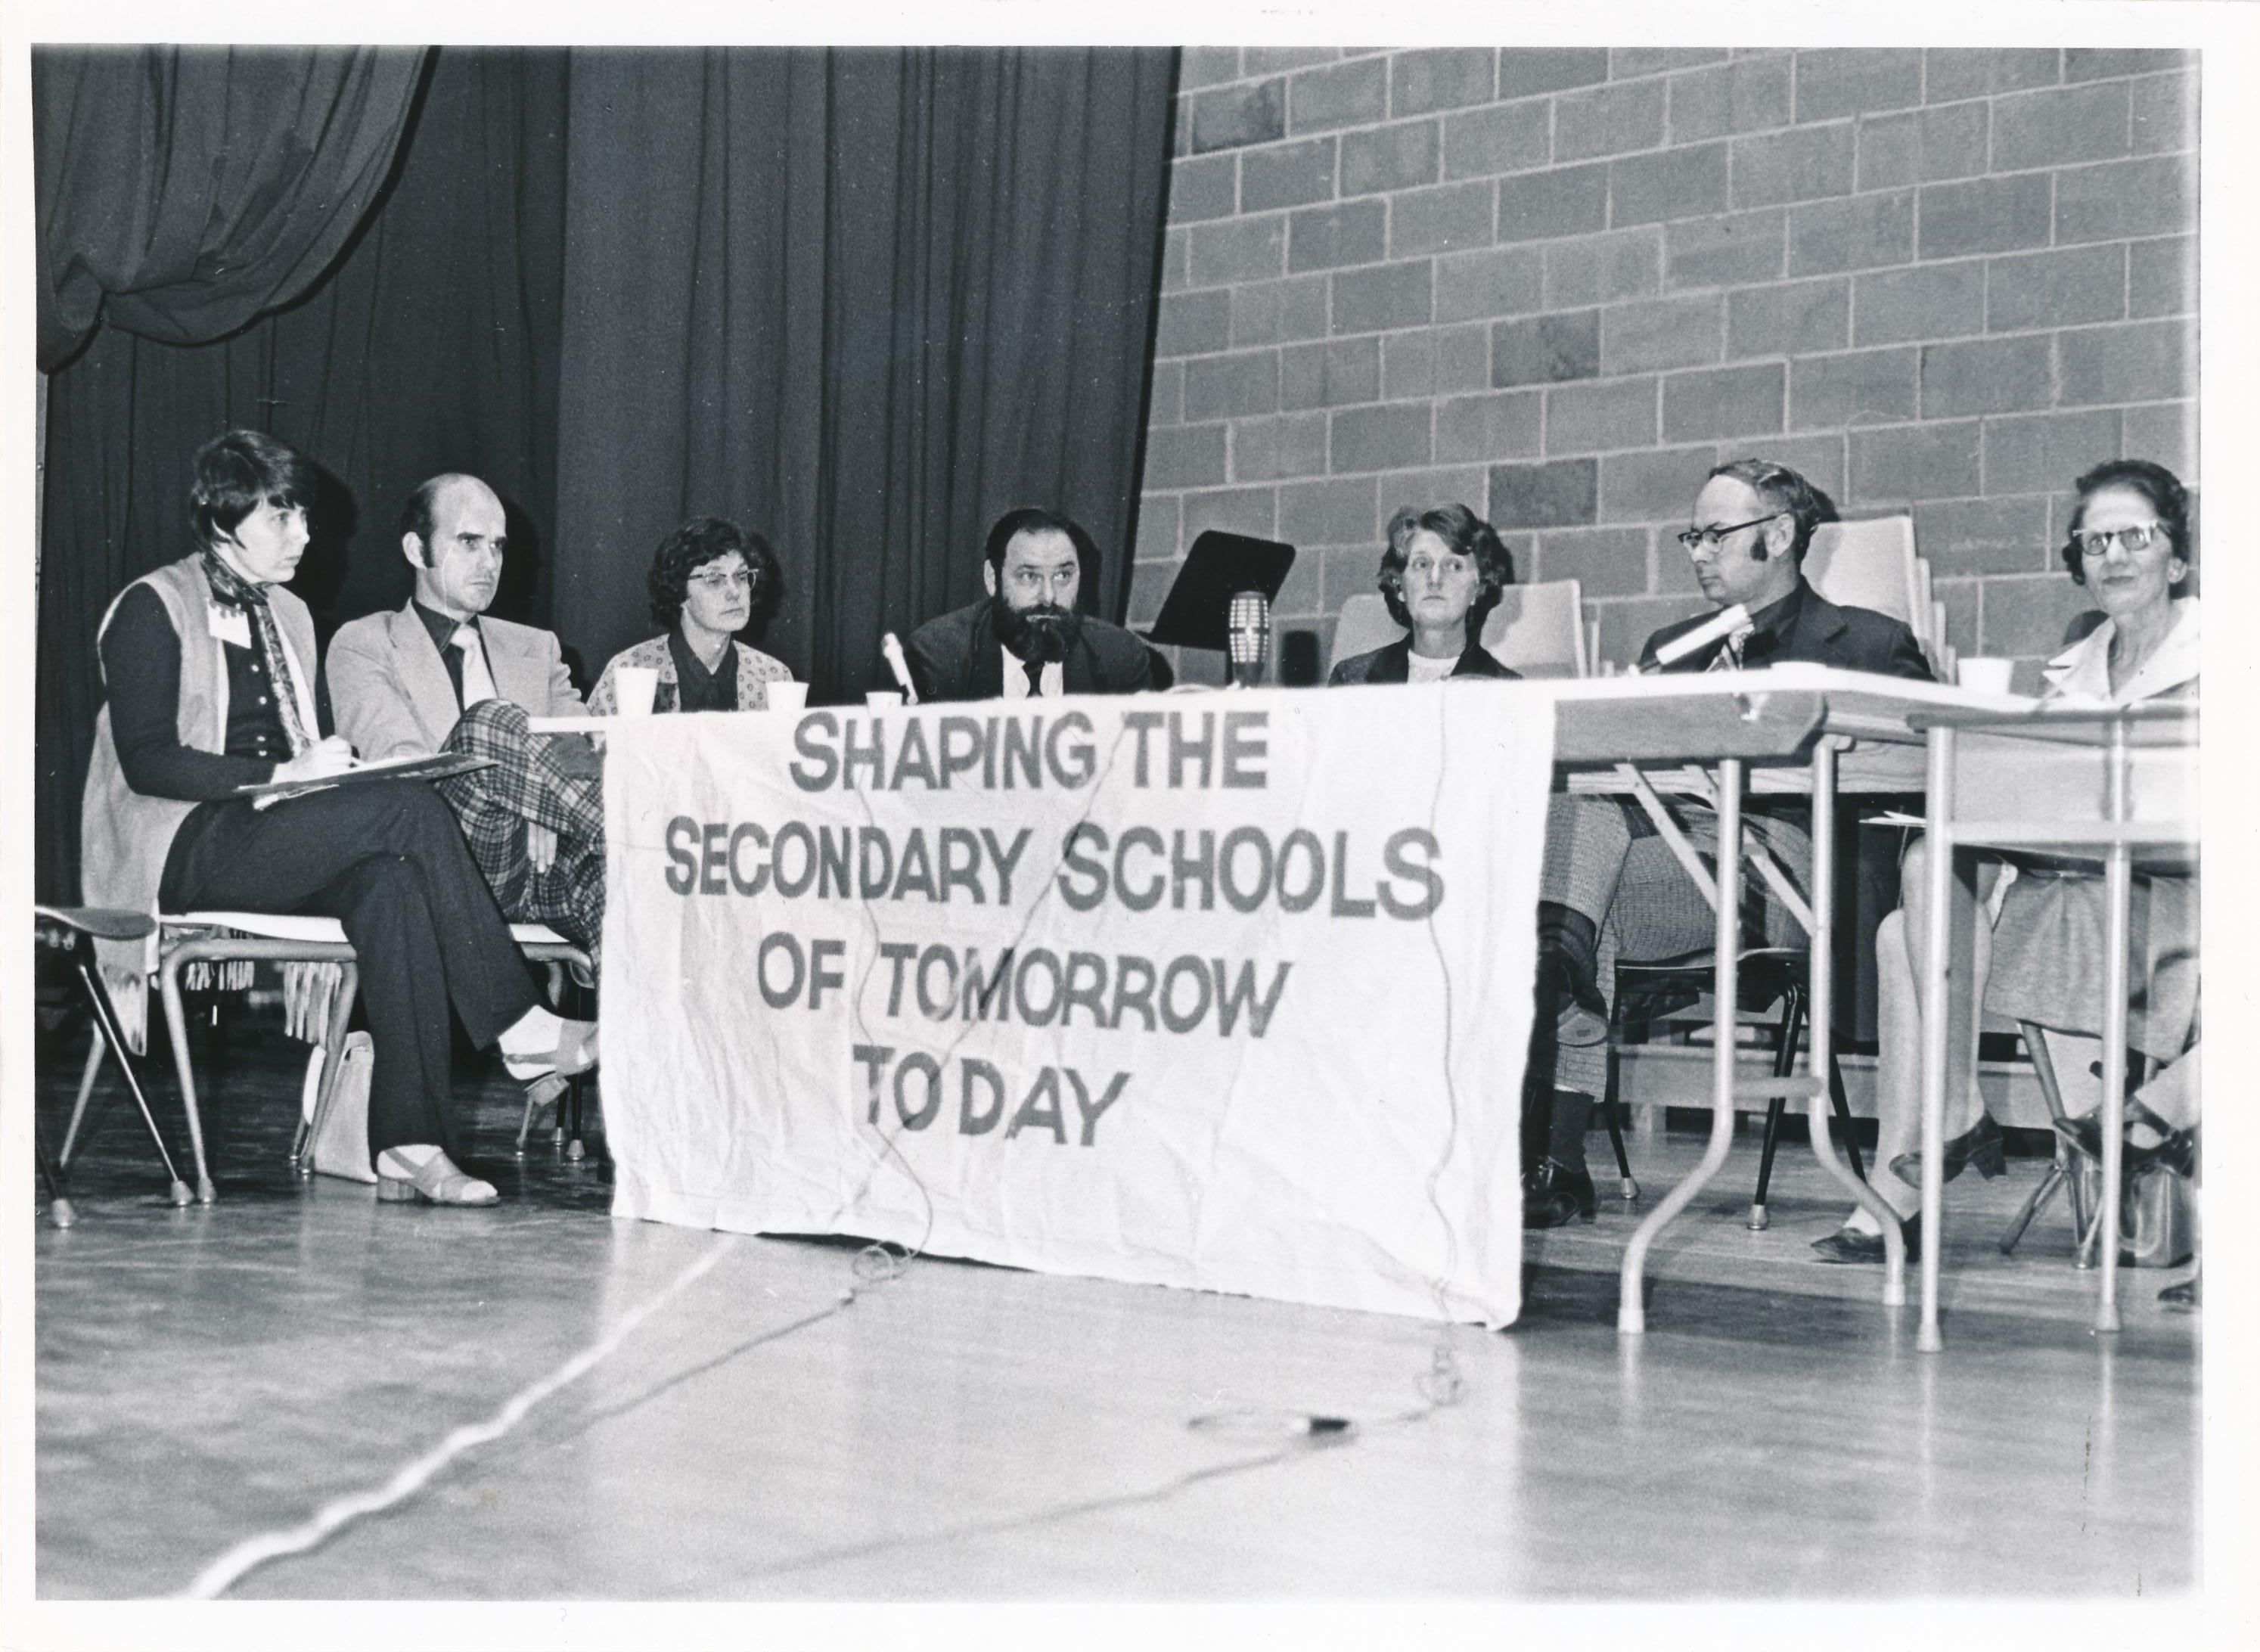 SHAPING THE
SECONDARY SCHOOLS
OF TOMORROW
TODAY